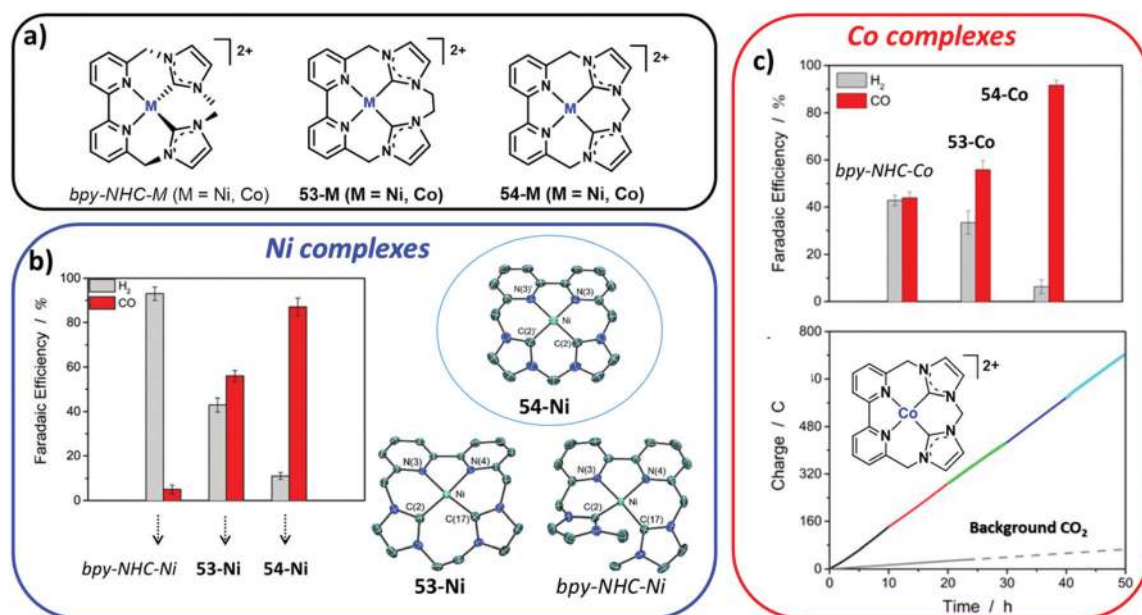 a)
]2+
]2+
]2+
N N N N N N M
N N N N N N M
N N N N N N M
bpy-NHC-M (M = Ni, Co)
53-M (M = Ni, Co)
54-M (M = Ni, Co)
Ni complexes
b)
Faradaic Efficiency / %
100
80
60
40
20
0
H2
CO
bpy-NHC-Ni
53-Ni
54-Ni
N(3)' N(3)
Ni
C(2)' C(2)
54-Ni
N(3) N(4)
Ni
C(2) C(17)
53-Ni
N(3) N(4)
Ni
C(2) C(17)
bpy-NHC-Ni
Co complexes
c)
Faradaic Efficiency / %
100
80
60
40
20
0
H2
CO
bpy-NHC-Co
53-Co
54-Co
Charge / C
800
480
320
160
0
]2+
N N N N N N Co
Background CO2
0 10 20 30 40 50
Time / h